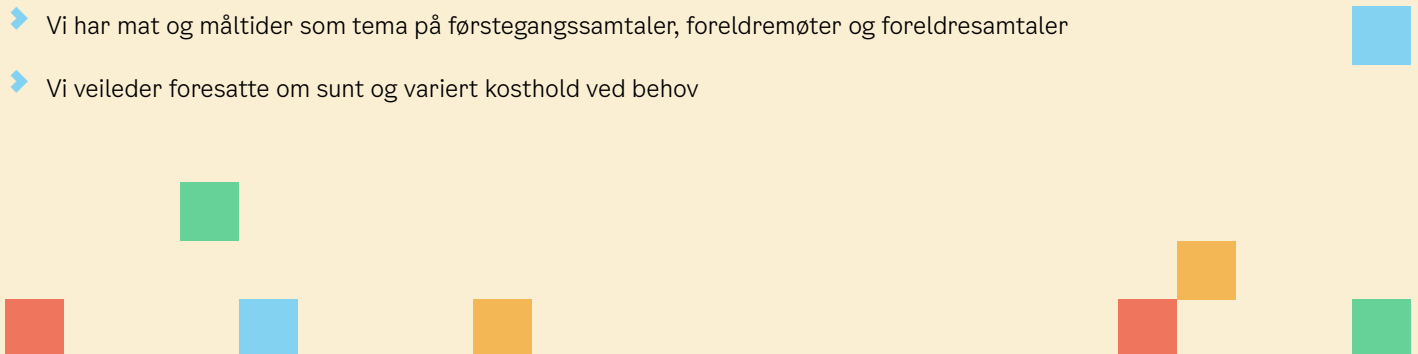 Vi har mat og måltider som tema på førstegangssamtaler, foreldremøter og foreldresamtaler
Vi veileder foresatte om sunt og variert kosthold ved behov